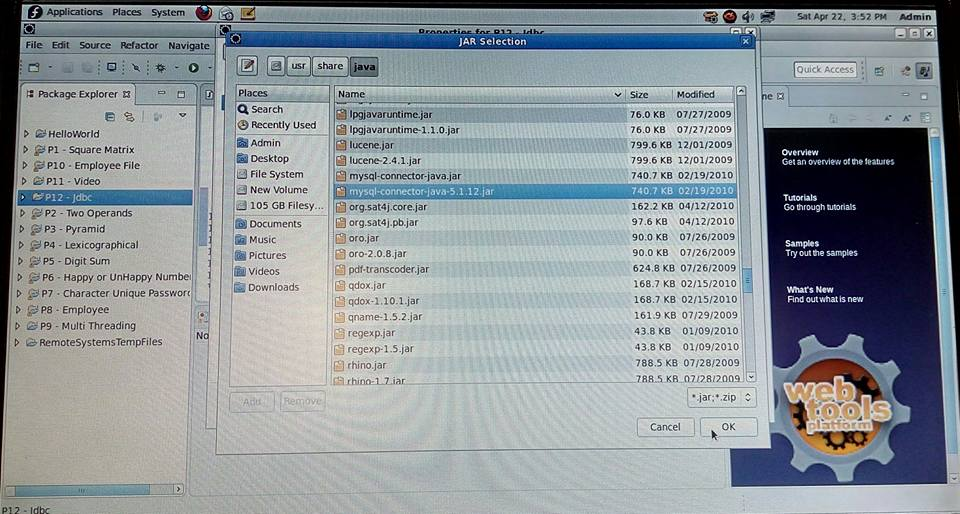 Applications Places System
Sat Apr 22, 3:52 PM Admin
Properties for P12 - Jdbc
File Edit Source Refactor Navigate
JAR Selection
usr share java
Quick Access
Package Explorer
HelloWorld
P1 - Square Matrix
P10 - Employee File
P11 - Video
P12 - Jdbc
P2 - Two Operands
P3 - Pyramid
P4 - Lexicographical
P5 - Digit Sum
P6 - Happy or UnHappy Numbe
P7 - Character Unique Password
P8 - Employee
P9 - Multi Threading
RemoteSystemsTempFiles
Places
Search
Recently Used
Admin
Desktop
File System
New Volume
105 GB Filesy...
Documents
Music
Pictures
Videos
Downloads
Add Remove
Name Size Modified
lpgjavaruntime.jar 76.0 KB 07/27/2009
lpgjavaruntime-1.1.0.jar 76.0 KB 07/27/2009
lucene.jar 799.6 KB 12/01/2009
lucene-2.4.1.jar 799.6 KB 12/01/2009
mysql-connector-java.jar 740.7 KB 02/19/2010
mysql-connector-java-5.1.12.jar 740.7 KB 02/19/2010
org.sat4j.core.jar 162.2 KB 04/12/2010
org.sat4j.pb.jar 97.6 KB 04/12/2010
oro.jar 90.0 KB 07/26/2009
oro-2.0.8.jar 90.0 KB 07/26/2009
pdf-transcoder.jar 624.8 KB 07/26/2009
qdox.jar 168.7 KB 02/15/2010
qdox-1.10.1.jar 168.7 KB 02/15/2010
qname-1.5.2.jar 161.9 KB 07/29/2009
regexp.jar 43.8 KB 01/09/2010
regexp-1.5.jar 43.8 KB 01/09/2010
rhino.jar 788.5 KB 07/28/2009
rhino-1.7.jar 788.5 KB 07/28/2009
*.jar;*.zip
Cancel OK
Overview
Get an overview of the features
Tutorials
Go through tutorials
Samples
Try out the samples
What's New
Find out what is new
web
tools
platform
P12 - Jdbc